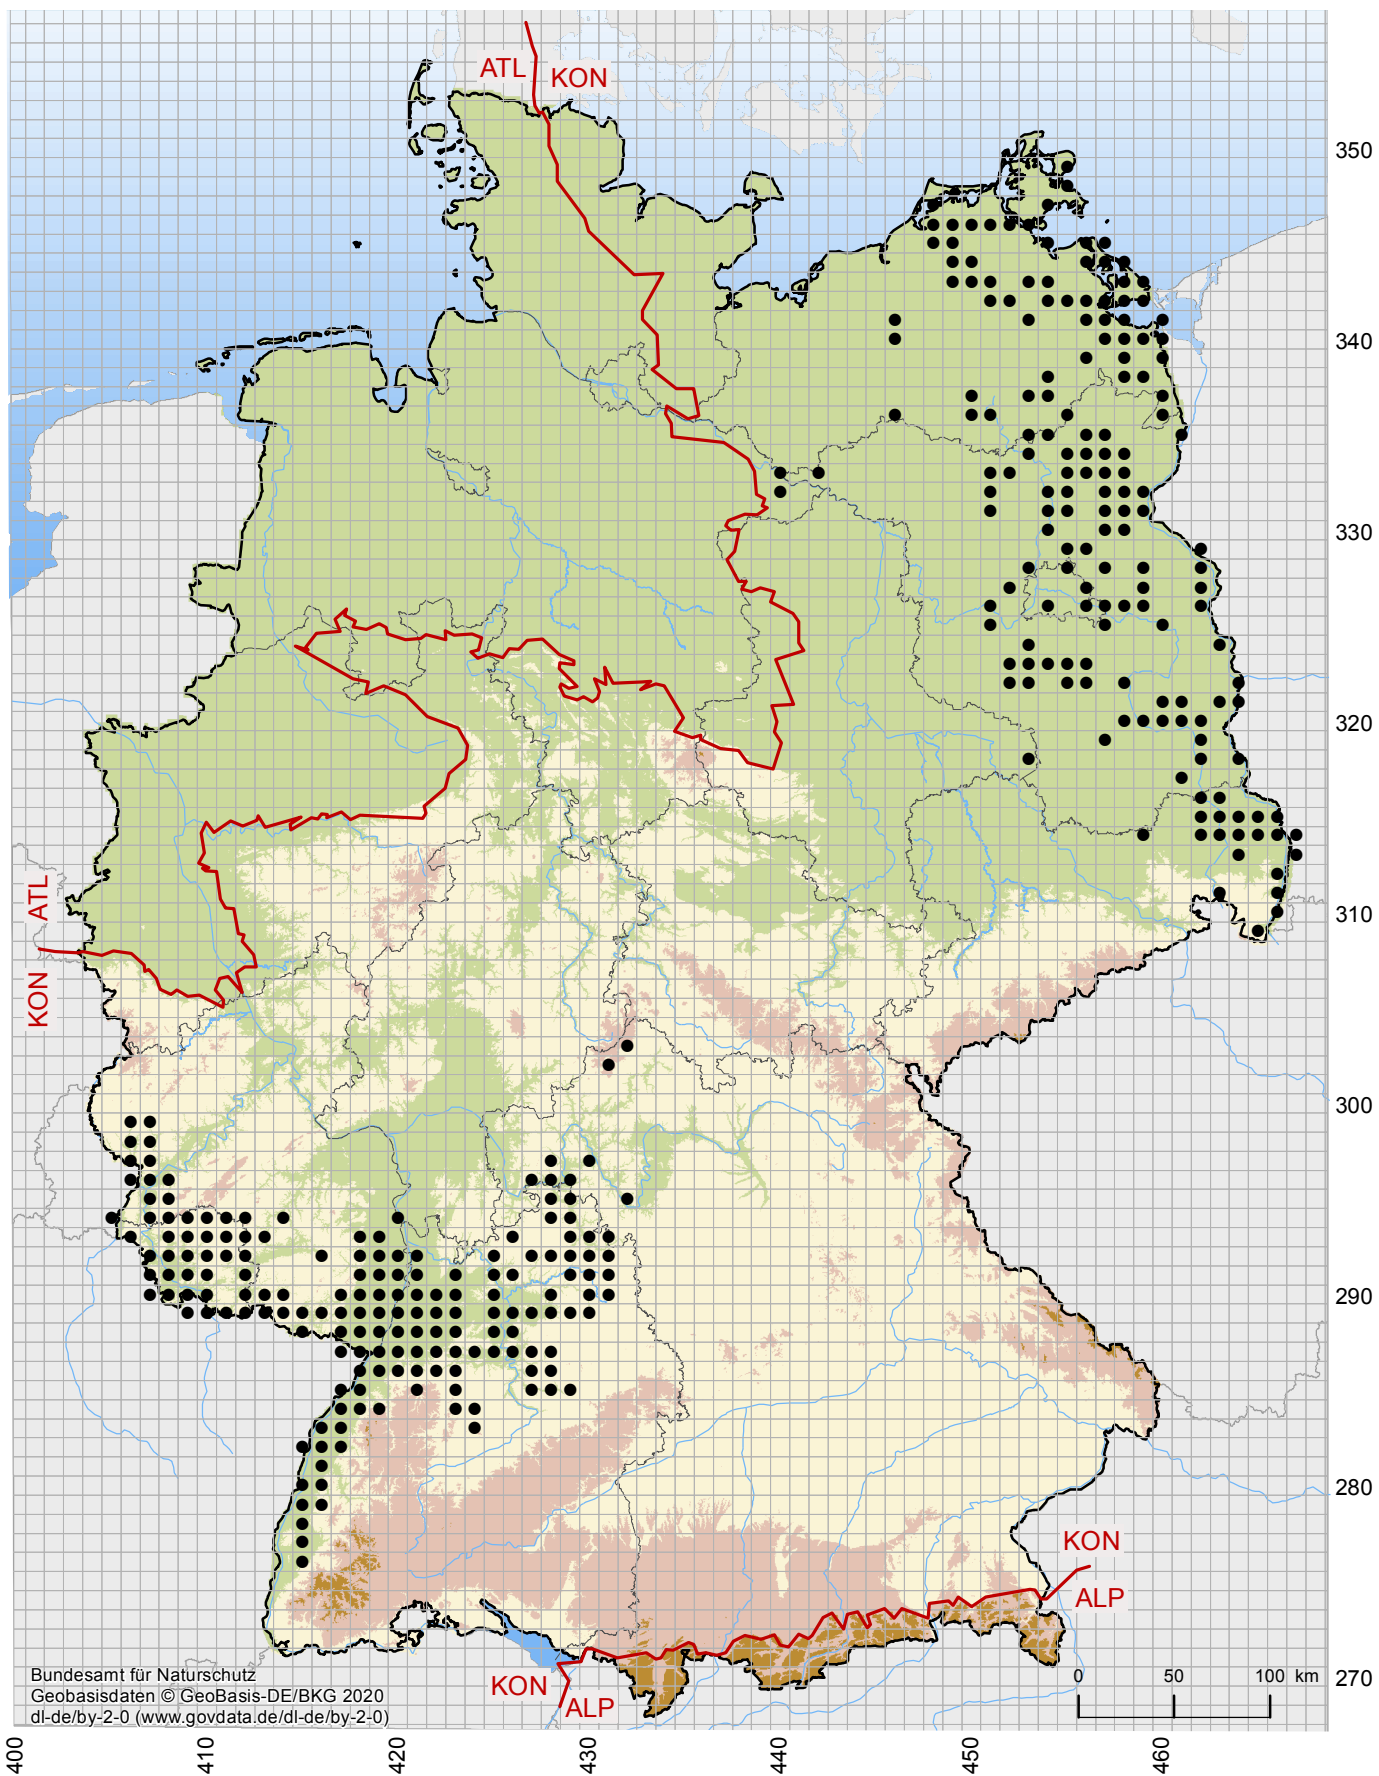 ATL
KON
350
340
330
320
ATL
310
KON
300
290
280
KON
ALP
KON
ALP
270
Bundesamt für Naturschutz
Geobasisdaten © GeoBasis-DE/BKG 2020
dl-de/by-2-0 (www.govdata.de/dl-de/by-2-0)
0 50 100 km
400 410 420 430 440 450 460